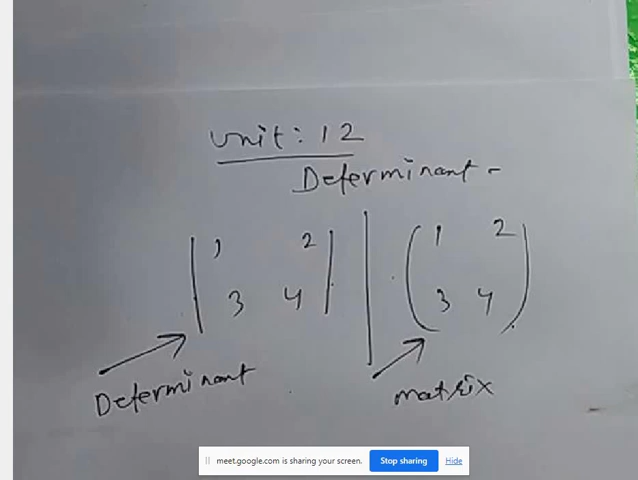 Unit: 12
Determinant -
| 1 2 | | ( 1 2 )
| 3 4 | | ( 3 4 )
Determinant
matrix
meet.google.com is sharing your screen. Stop sharing Hide